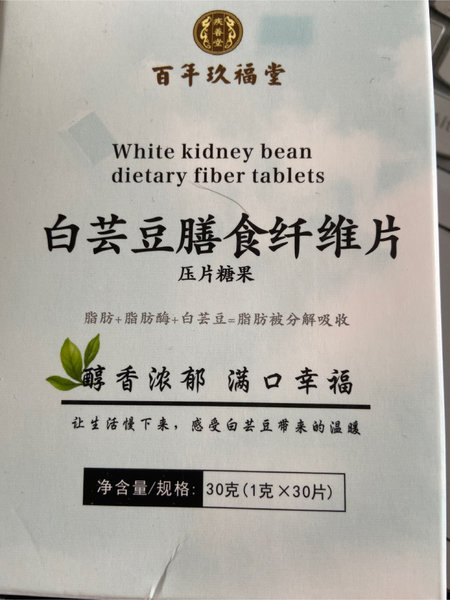 百年玖福堂
White kidney bean
dietary fiber tablets
白芸豆膳食纤维片
压片糖果
脂肪+脂肪酶+白芸豆=脂肪被分解吸收
醇香浓郁 满口幸福
让生活慢下来，感受白芸豆带来的温暖
净含量/规格: 30克(1克×30片)